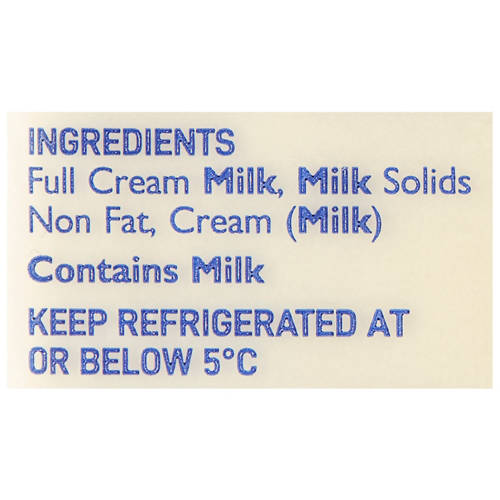 INGREDIENTS
Full Cream Milk, Milk Solids
Non Fat, Cream (Milk)
Contains Milk
KEEP REFRIGERATED AT
OR BELOW 5°C